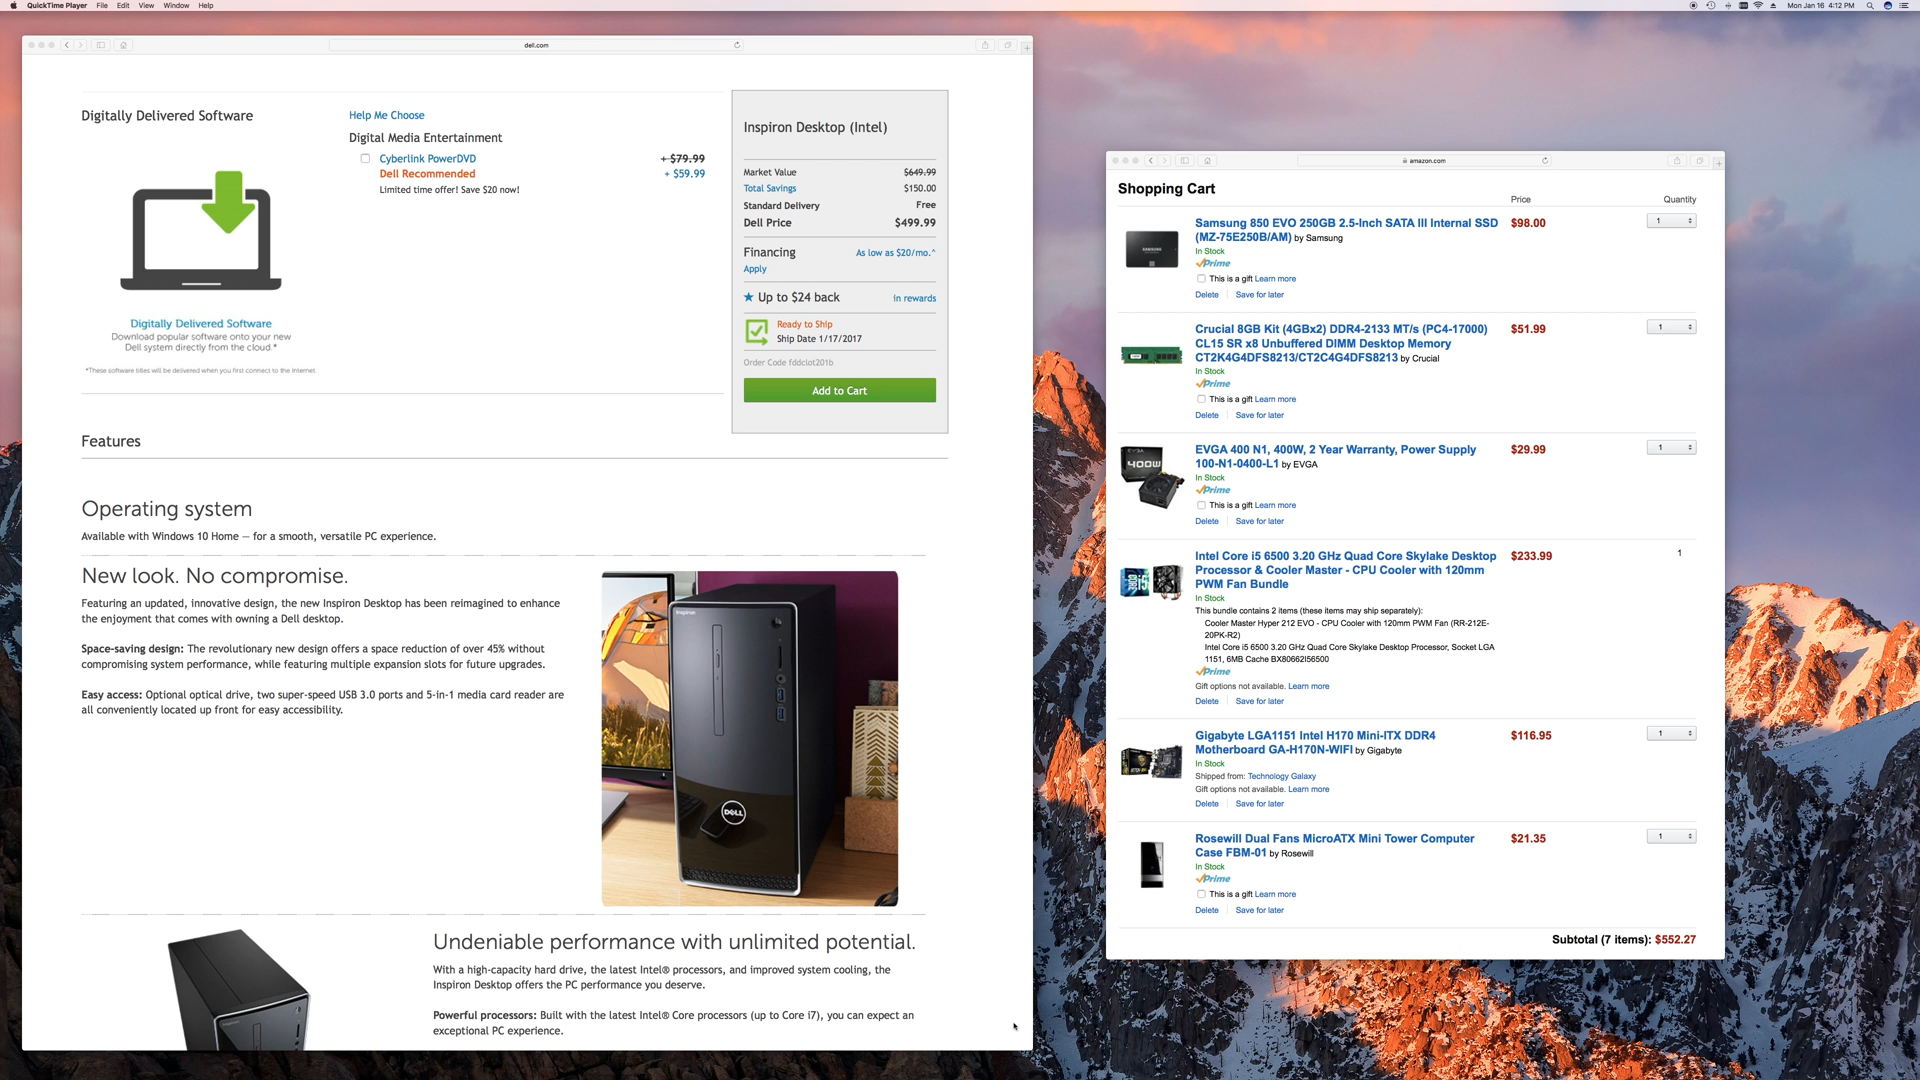 QuickTime Player File Edit View Window Help
Mon Jan 16 4:12 PM
dell.com
Digitally Delivered Software
Help Me Choose
Digital Media Entertainment
Cyberlink PowerDVD + $79.99
Dell Recommended + $59.99
Limited time offer! Save $20 now!
Digitally Delivered Software
Download popular software onto your new
Dell system directly from the cloud.*
*These software titles will be delivered when you first connect to the Internet.
Inspiron Desktop (Intel)
Market Value $649.99
Total Savings $150.00
Standard Delivery Free
Dell Price $499.99
Financing As low as $20/mo.^
Apply
Up to $24 back in rewards
Ready to Ship
Ship Date 1/17/2017
Order Code fddclot201b
Add to Cart
Features
Operating system
Available with Windows 10 Home — for a smooth, versatile PC experience.
New look. No compromise.
Featuring an updated, innovative design, the new Inspiron Desktop has been reimagined to enhance
the enjoyment that comes with owning a Dell desktop.
Space-saving design: The revolutionary new design offers a space reduction of over 45% without
compromising system performance, while featuring multiple expansion slots for future upgrades.
Easy access: Optional optical drive, two super-speed USB 3.0 ports and 5-in-1 media card reader are
all conveniently located up front for easy accessibility.
Inspiron
DELL
Undeniable performance with unlimited potential.
With a high-capacity hard drive, the latest Intel® processors, and improved system cooling, the
Inspiron Desktop offers the PC performance you deserve.
Powerful processors: Built with the latest Intel® Core processors (up to Core i7), you can expect an
exceptional PC experience.
amazon.com
Shopping Cart
Price Quantity
Samsung 850 EVO 250GB 2.5-Inch SATA III Internal SSD $98.00 1
(MZ-75E250B/AM) by Samsung
In Stock
Prime
This is a gift Learn more
Delete Save for later
SAMSUNG
Crucial 8GB Kit (4GBx2) DDR4-2133 MT/s (PC4-17000) $51.99 1
CL15 SR x8 Unbuffered DIMM Desktop Memory
CT2K4G4DFS8213/CT2C4G4DFS8213 by Crucial
In Stock
Prime
This is a gift Learn more
Delete Save for later
EVGA
400W
EVGA 400 N1, 400W, 2 Year Warranty, Power Supply $29.99 1
100-N1-0400-L1 by EVGA
In Stock
Prime
This is a gift Learn more
Delete Save for later
Intel Core i5 6500 3.20 GHz Quad Core Skylake Desktop $233.99 1
Processor & Cooler Master - CPU Cooler with 120mm
PWM Fan Bundle
In Stock
This bundle contains 2 items (these items may ship separately):
Cooler Master Hyper 212 EVO - CPU Cooler with 120mm PWM Fan (RR-212E-
20PK-R2)
Intel Core i5 6500 3.20 GHz Quad Core Skylake Desktop Processor, Socket LGA
1151, 6MB Cache BX80662I56500
Prime
Gift options not available. Learn more
Delete Save for later
Gigabyte LGA1151 Intel H170 Mini-ITX DDR4 $116.95 1
Motherboard GA-H170N-WIFI by Gigabyte
In Stock
Shipped from: Technology Galaxy
Gift options not available. Learn more
Delete Save for later
Rosewill Dual Fans MicroATX Mini Tower Computer $21.35 1
Case FBM-01 by Rosewill
In Stock
Prime
This is a gift Learn more
Delete Save for later
Subtotal (7 items): $552.27